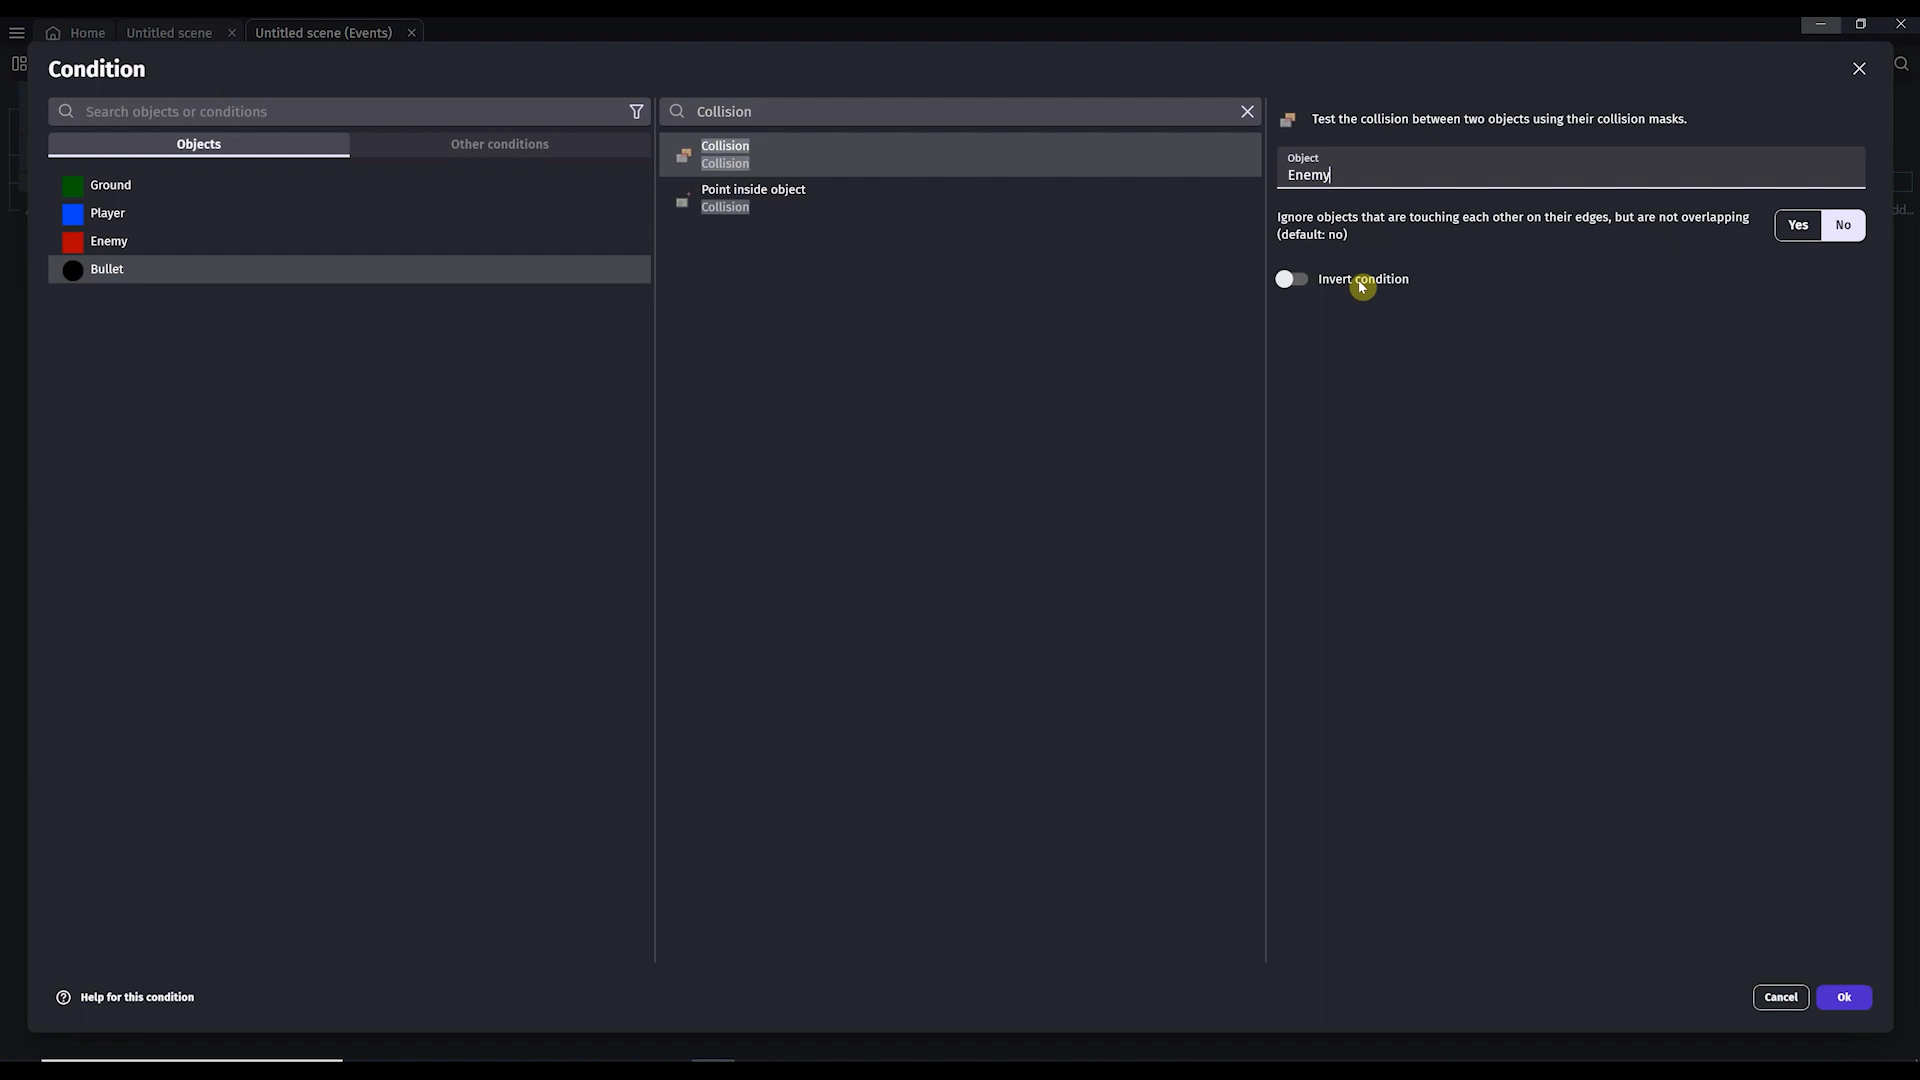 Home
Untitled scene
Untitled scene (Events)
Condition
Search objects or conditions
Objects
Other conditions
Ground
Player
Enemy
Bullet
Collision
Collision
Collision
Point inside object
Collision
Test the collision between two objects using their collision masks.
Object
Enemy
Ignore objects that are touching each other on their edges, but are not overlapping
(default: no)
Yes
No
Invert condition
dd...
Help for this condition
Cancel
Ok